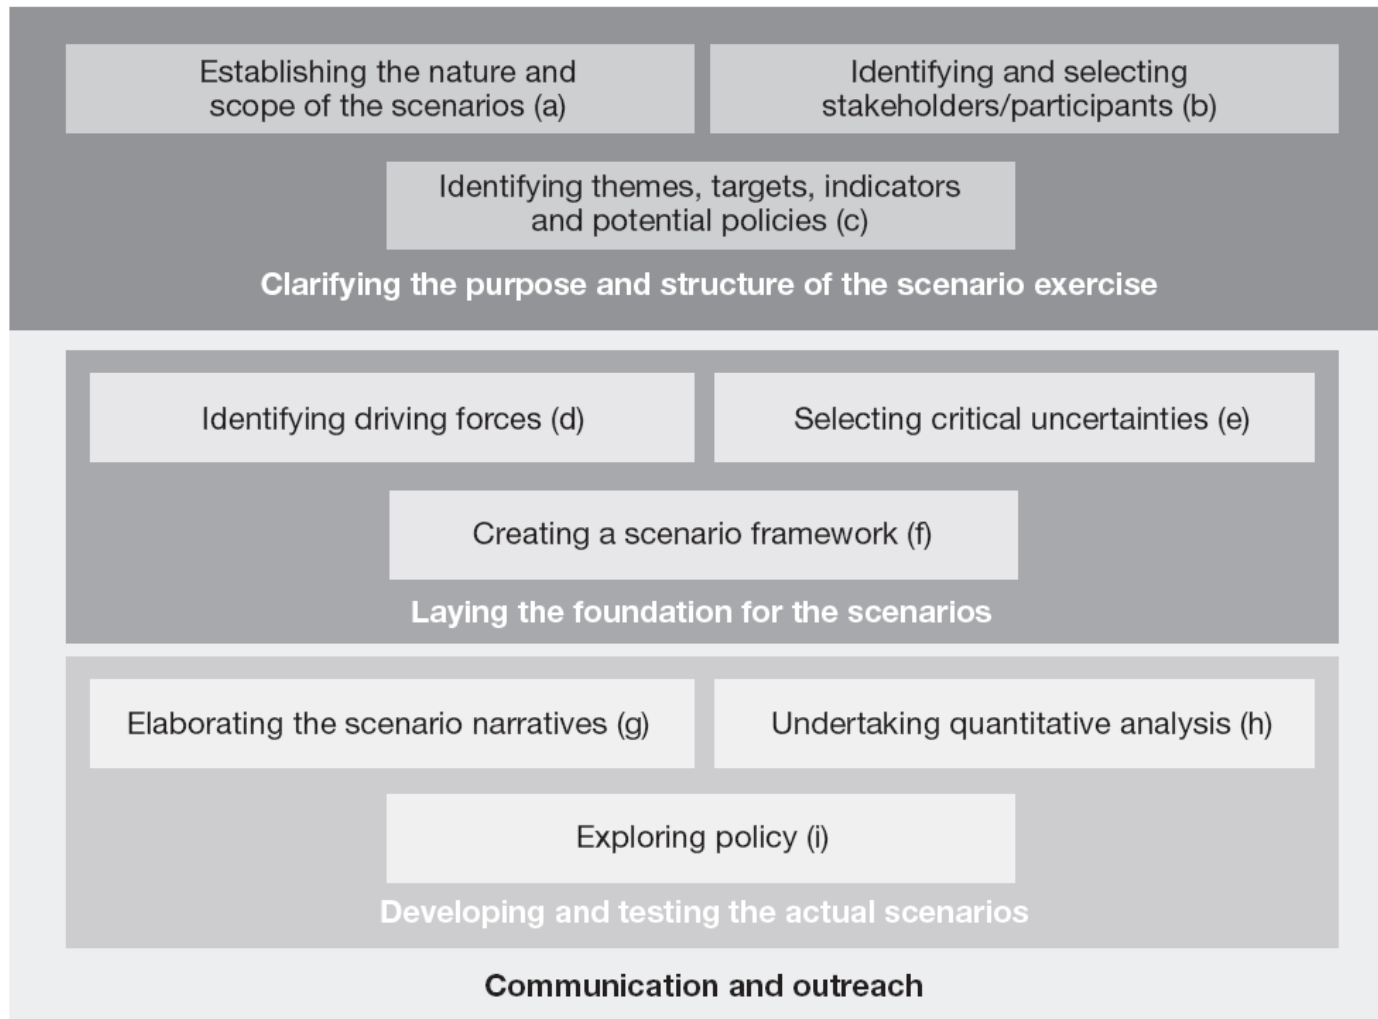 Establishing the nature and
scope of the scenarios (a)
Identifying and selecting
stakeholders/participants (b)
Identifying themes, targets, indicators
and potential policies (c)
Clarifying the purpose and structure of the scenario exercise
Identifying driving forces (d)
Selecting critical uncertainties (e)
Creating a scenario framework (f)
Laying the foundation for the scenarios
Elaborating the scenario narratives (g)
Undertaking quantitative analysis (h)
Exploring policy (i)
Developing and testing the actual scenarios
Communication and outreach